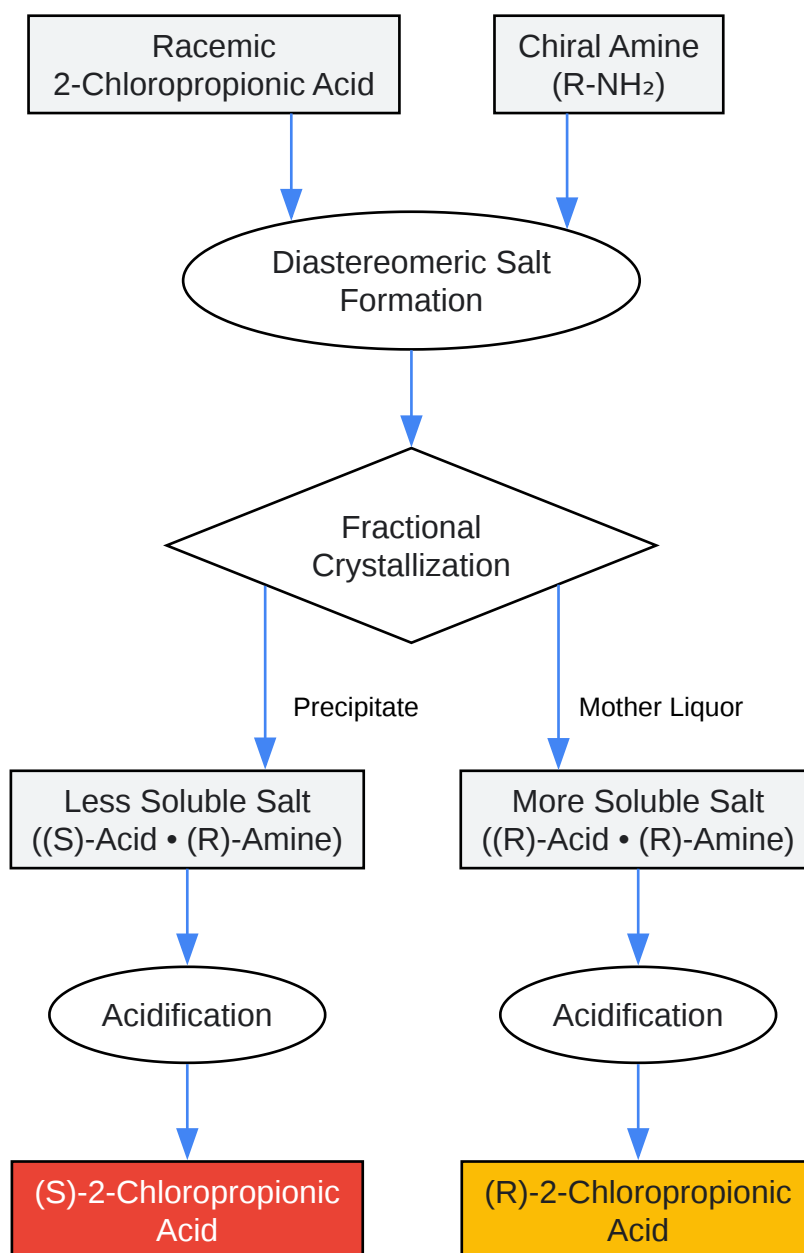 Racemic
2-Chloropropionic Acid
Chiral Amine
(R-NH₂)
Diastereomeric Salt
Formation
Fractional
Crystallization
Precipitate
Mother Liquor
Less Soluble Salt
((S)-Acid • (R)-Amine)
More Soluble Salt
((R)-Acid • (R)-Amine)
Acidification
Acidification
(S)-2-Chloropropionic
Acid
(R)-2-Chloropropionic
Acid